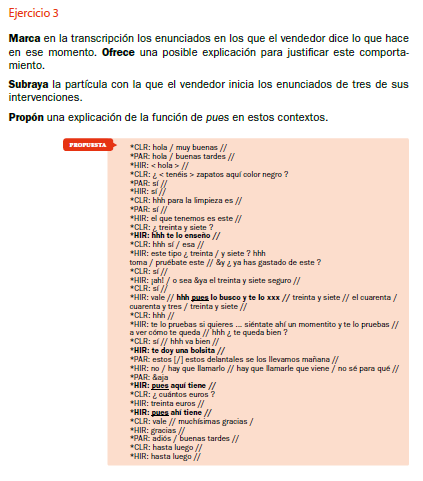 Ejercicio 3
Marca en la transcripción los enunciados en los que el vendedor dice lo que hace
en ese momento. Ofrece una posible explicación para justificar este comporta-
miento.
Subraya la partícula con la que el vendedor inicia los enunciados de tres de sus
intervenciones.
Propón una explicación de la función de pues en estos contextos.
PROPUESTA
*CLR: hola / muy buenas //
*PAR: hola / buenas tardes //
*HIR: < hola > //
*CLR: ¿ < tenéis > zapatos aquí color negro ?
*PAR: sí //
*HIR: sí //
*CLR: hhh para la limpieza es //
*PAR: sí //
*HIR: el que tenemos es este //
*CLR: ¿ treinta y siete ?
*HIR: hhh te lo enseño //
*CLR: hhh sí / esa //
*HIR: este tipo ¿ treinta / y siete ? hhh
toma / pruébate este // &y ¿ ya has gastado de este ?
*CLR: sí //
*HIR: ¡ah! / o sea &ya el treinta y siete seguro //
*CLR: sí //
*HIR: vale // hhh pues lo busco y te lo xxx // treinta y siete // el cuarenta /
cuarenta y tres / treinta y siete //
*CLR: hhh //
*HIR: te lo pruebas si quieres ... siéntate ahí un momentito y te lo pruebas //
a ver cómo te queda // hhh ¿ te queda bien ?
*CLR: sí // hhh va bien //
*HIR: te doy una bolsita //
*PAR: estos [/] estos delantales se los llevamos mañana //
*HIR: no / hay que llamarlo // hay que llamarle que viene / no sé para qué //
*PAR: &aja
*HIR: pues aquí tiene //
*CLR: ¿ cuántos euros ?
*HIR: treinta euros //
*HIR: pues ahí tiene //
*CLR: vale // muchísimas gracias /
*HIR: gracias //
*PAR: adiós / buenas tardes //
*CLR: hasta luego //
*HIR: hasta luego //